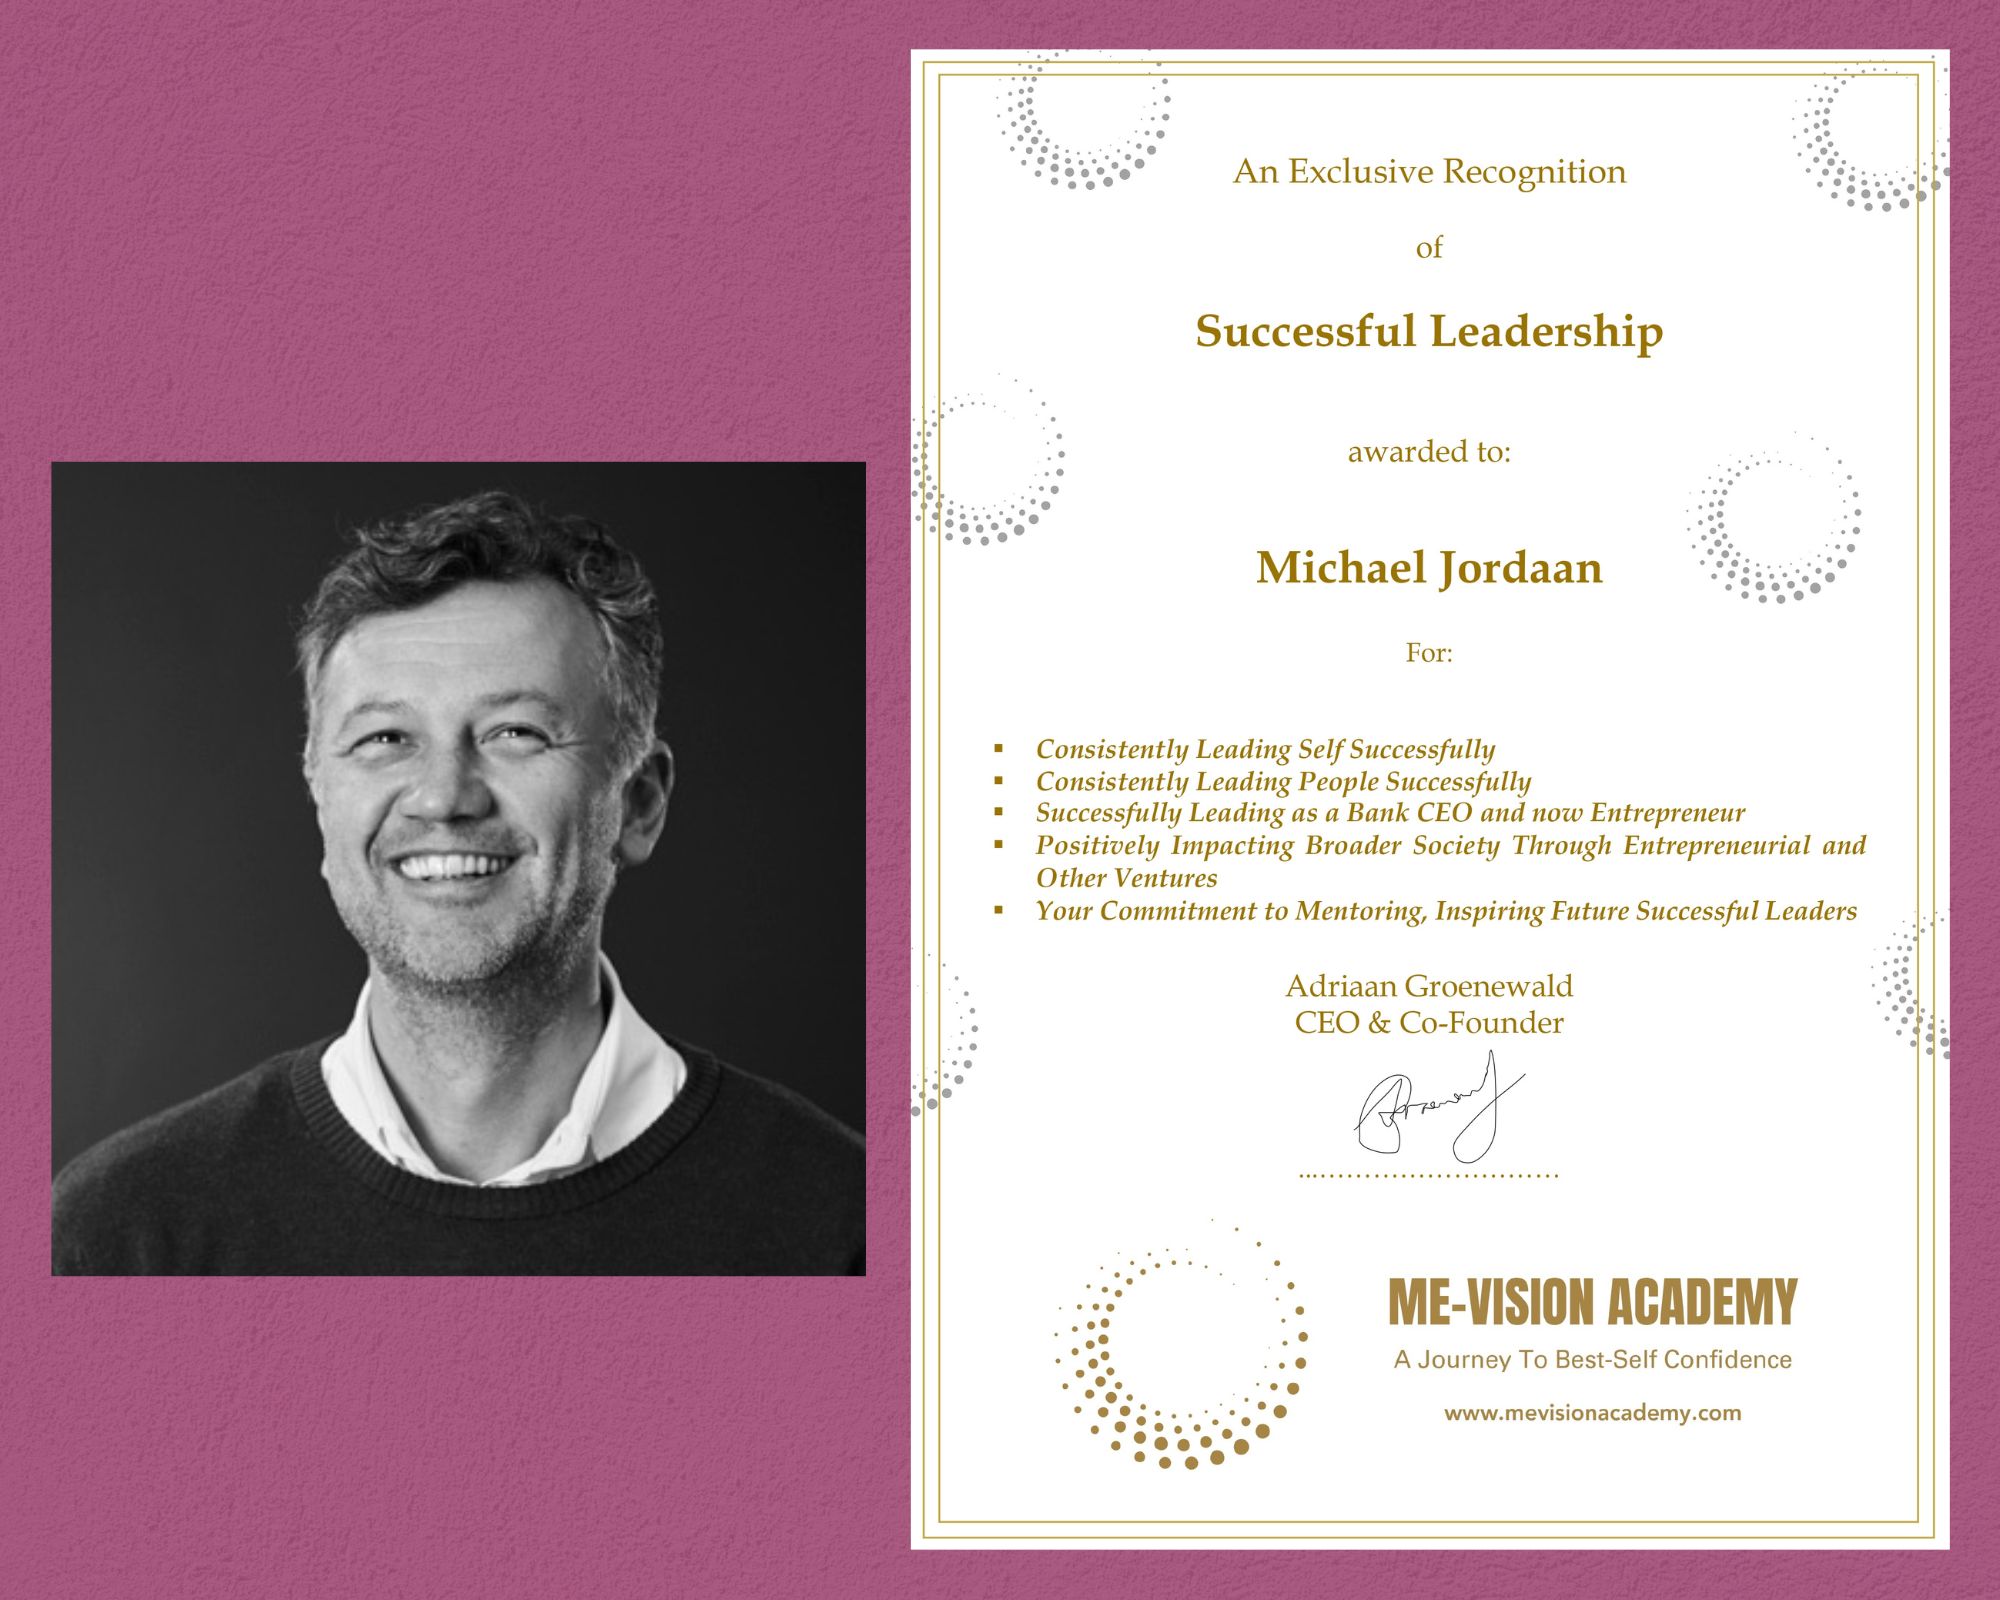 An Exclusive Recognition
of
Successful Leadership
awarded to:
Michael Jordaan
For:
▪ Consistently Leading Self Successfully
▪ Consistently Leading People Successfully
▪ Successfully Leading as a Bank CEO and now Entrepreneur
▪ Positively Impacting Broader Society Through Entrepreneurial and
Other Ventures
▪ Your Commitment to Mentoring, Inspiring Future Successful Leaders
Adriaan Groenewald
CEO & Co-Founder
ME-VISION ACADEMY
A Journey To Best-Self Confidence
www.mevisionacademy.com